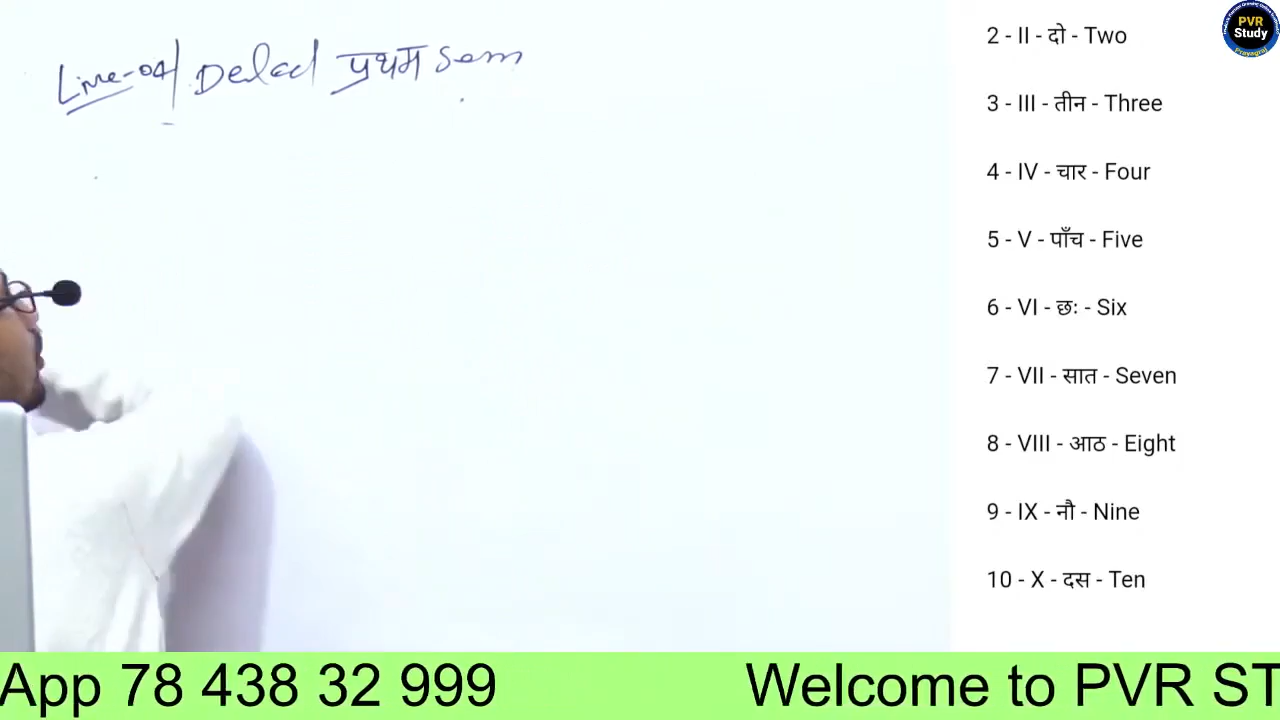 Live-04 Deled प्रथम Sem
2 - II - दो - Two
3 - III - तीन - Three
4 - IV - चार - Four
5 - V - पाँच - Five
6 - VI - छः - Six
7 - VII - सात - Seven
8 - VIII - आठ - Eight
9 - IX - नौ - Nine
10 - X - दस - Ten
PVR
Study
Prayagraj
App 78 438 32 999 Welcome to PVR ST